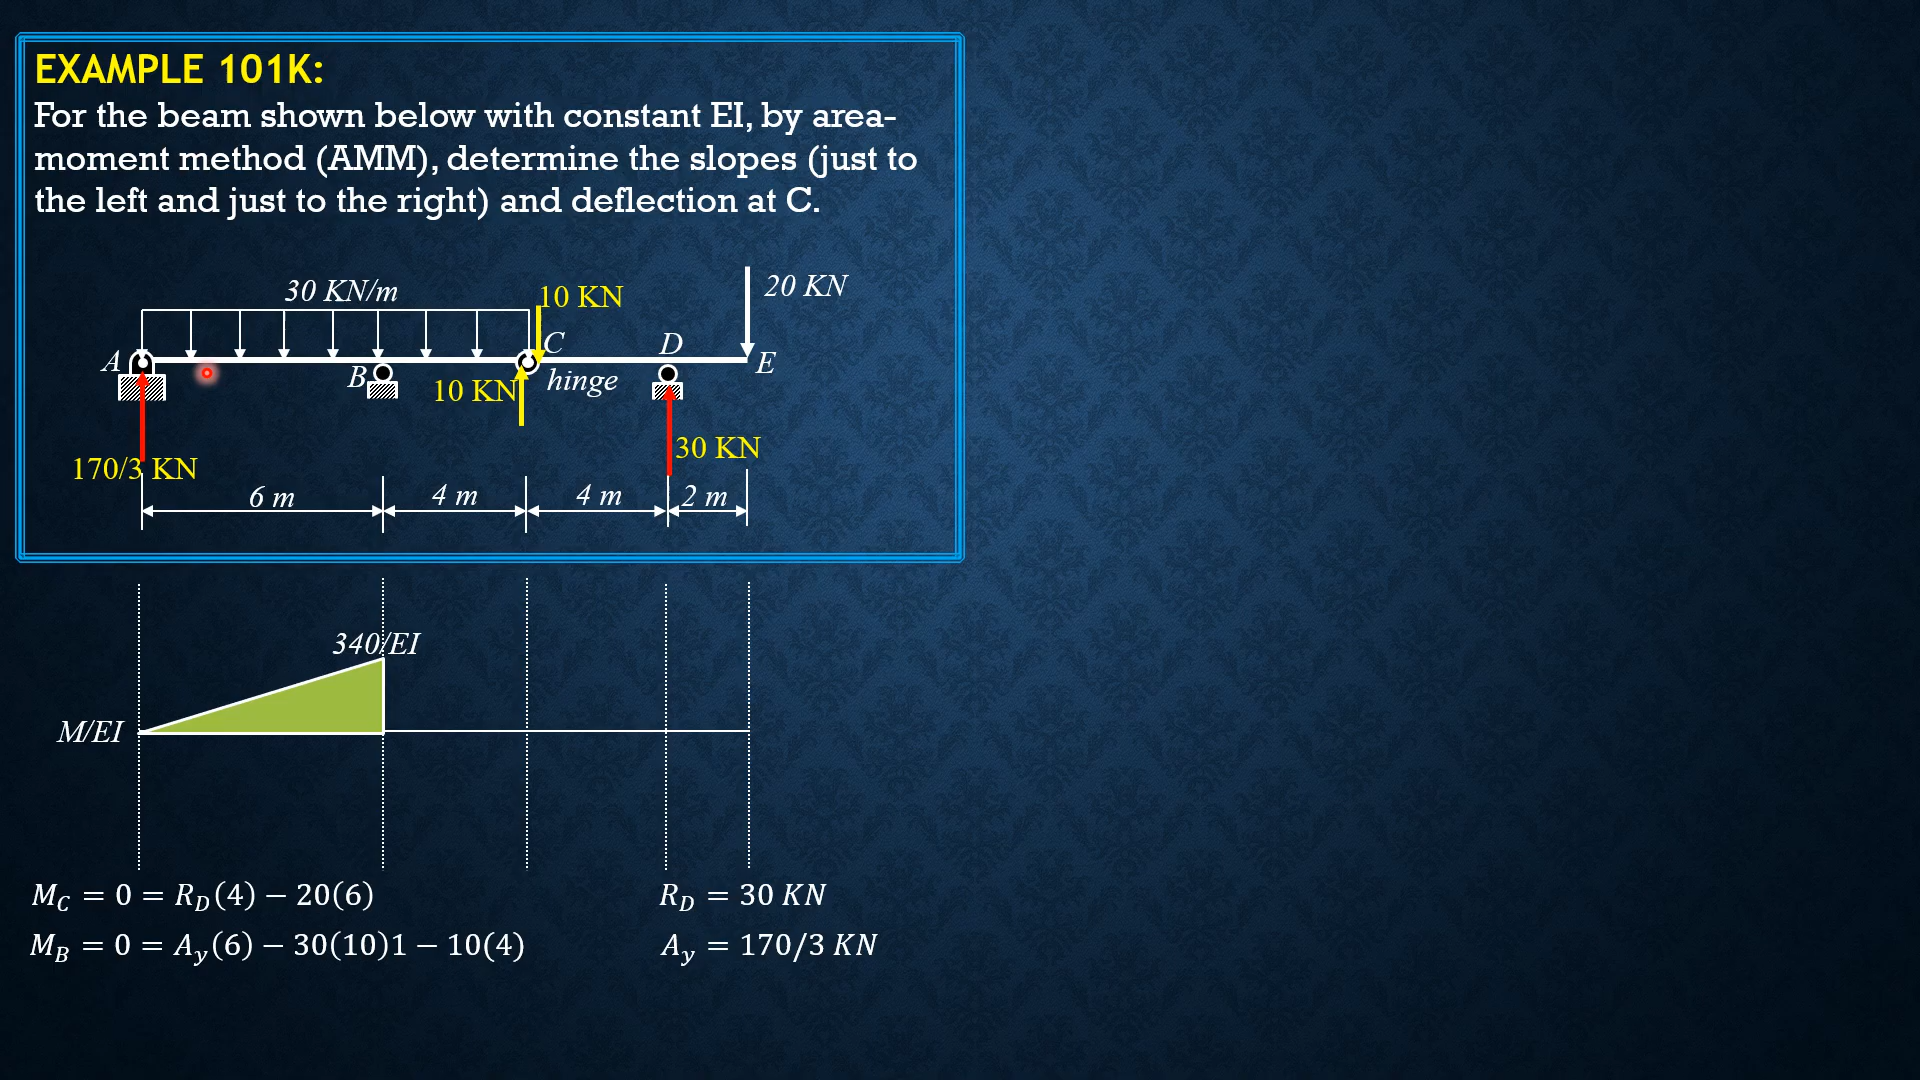 EXAMPLE 101K:
For the beam shown below with constant EI, by area-
moment method (AMM), determine the slopes (just to
the left and just to the right) and deflection at C.
30 KN/m
10 KN
20 KN
A
B
C
D
E
10 KN
hinge
170/3 KN
30 KN
6 m
4 m
4 m
2 m
340/EI
M/EI
M_C = 0 = R_D(4) − 20(6)
R_D = 30 KN
M_B = 0 = A_y(6) − 30(10)1 − 10(4)
A_y = 170/3 KN